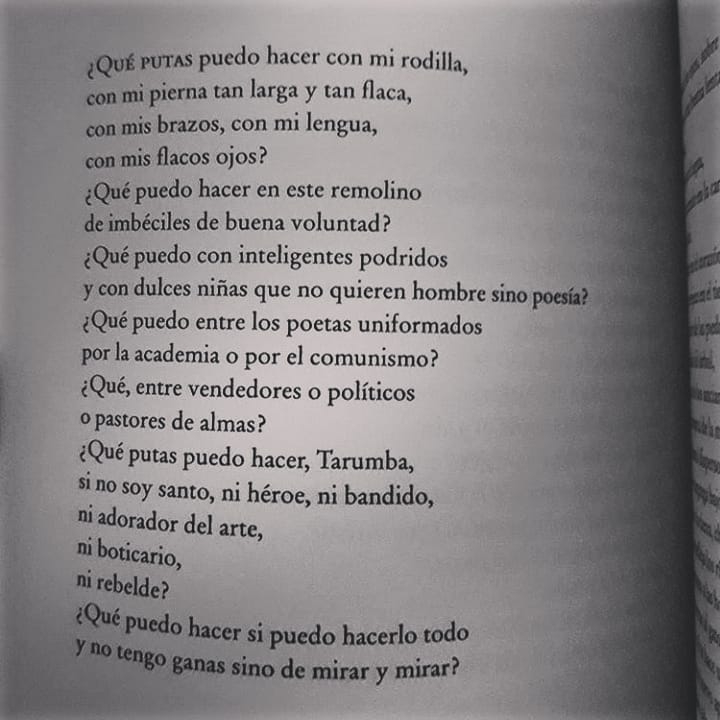 ¿QUÉ PUTAS puedo hacer con mi rodilla,
con mi pierna tan larga y tan flaca,
con mis brazos, con mi lengua,
con mis flacos ojos?
¿Qué puedo hacer en este remolino
de imbéciles de buena voluntad?
¿Qué puedo con inteligentes podridos
y con dulces niñas que no quieren hombre sino poesía?
¿Qué puedo entre los poetas uniformados
por la academia o por el comunismo?
¿Qué, entre vendedores o políticos
o pastores de almas?
¿Qué putas puedo hacer, Tarumba,
si no soy santo, ni héroe, ni bandido,
ni adorador del arte,
ni boticario,
ni rebelde?
¿Qué puedo hacer si puedo hacerlo todo
y no tengo ganas sino de mirar y mirar?